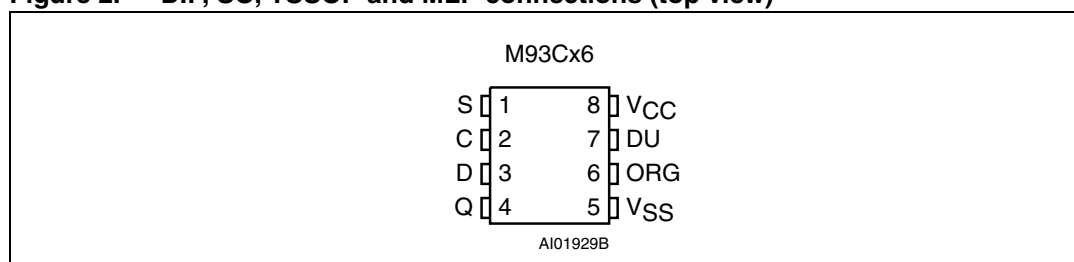 M93Cx6
S 1 8 VCC
C 2 7 DU
D 3 6 ORG
Q 4 5 VSS
AI01929B